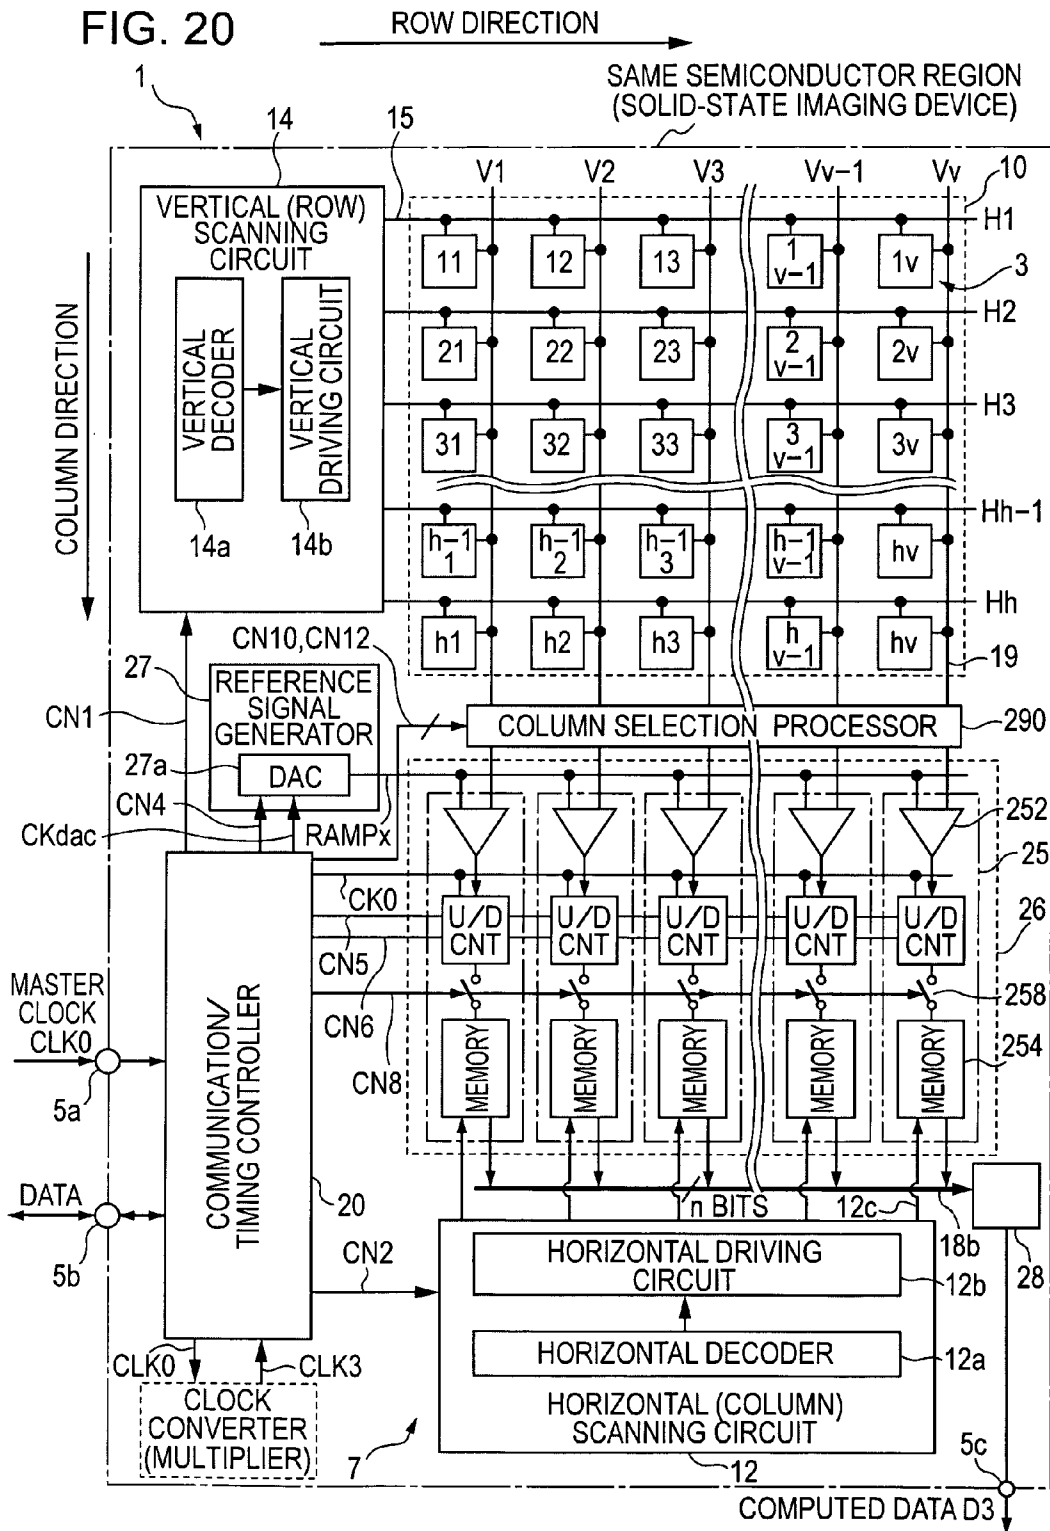 FIG. 20
ROW DIRECTION
SAME SEMICONDUCTOR REGION
(SOLID-STATE IMAGING DEVICE)
1
14
15
V1
V2
V3
Vv-1
Vv
10
VERTICAL (ROW)
SCANNING
CIRCUIT
H1
11
12
13
1
v-1
1v
3
COLUMN DIRECTION
VERTICAL
DECODER
VERTICAL
DRIVING CIRCUIT
H2
21
22
23
2
v-1
2v
H3
31
32
33
3
v-1
3v
14a
14b
Hh-1
h-1
1
h-1
2
h-1
3
h-1
v-1
hv
Hh
h1
h2
h3
h
v-1
hv
19
CN10,CN12
27
REFERENCE
SIGNAL
GENERATOR
CN1
COLUMN SELECTION PROCESSOR
290
27a
DAC
CN4
CKdac
RAMPx
252
25
CK0
26
U/D
CNT
U/D
CNT
U/D
CNT
U/D
CNT
U/D
CNT
CN5
MASTER
CLOCK
CLK0
CN6
258
CN8
MEMORY
MEMORY
MEMORY
MEMORY
MEMORY
254
5a
COMMUNICATION/
TIMING CONTROLLER
DATA
20
n BITS
12c
18b
28
5b
CN2
HORIZONTAL DRIVING
CIRCUIT
12b
HORIZONTAL DECODER
12a
CLK0
CLK3
HORIZONTAL (COLUMN)
SCANNING CIRCUIT
CLOCK
CONVERTER
(MULTIPLIER)
7
12
5c
COMPUTED DATA D3